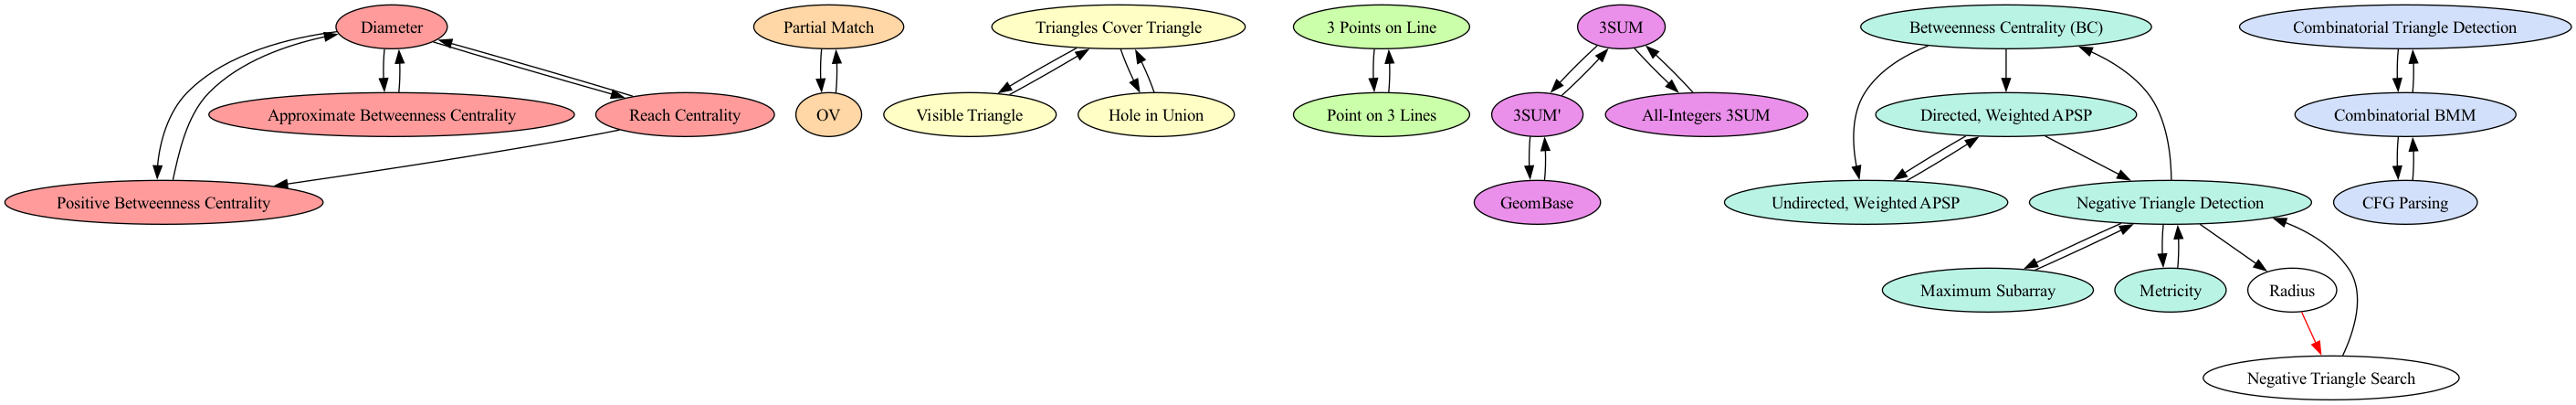 Diameter
Partial Match
Triangles Cover Triangle
3 Points on Line
3SUM
Betweenness Centrality (BC)
Combinatorial Triangle Detection
Approximate Betweenness Centrality
Reach Centrality
OV
Visible Triangle
Hole in Union
Point on 3 Lines
3SUM'
All-Integers 3SUM
Directed, Weighted APSP
Combinatorial BMM
Positive Betweenness Centrality
GeomBase
Undirected, Weighted APSP
Negative Triangle Detection
CFG Parsing
Maximum Subarray
Metricity
Radius
Negative Triangle Search